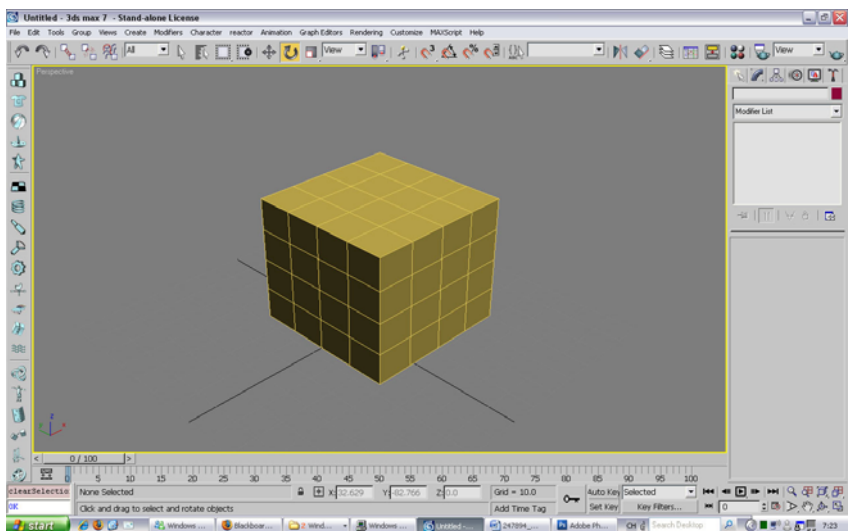 Untitled - 3ds max 7 - Stand-alone License
File Edit Tools Group Views Create Modifiers Character reactor Animation Graph Editors Rendering Customize MAXScript Help
All View View
Perspective
Modifier List
z
x
0 / 100
0 5 10 15 20 25 30 35 40 45 50 55 60 65 70 75 80 85 90 95 100
clearSelectio None Selected X: 32.629 Y: -82.766 Z: 0.0 Grid = 10.0 Auto Key Selected
OK Click and drag to select and rotate objects Add Time Tag Set Key Key Filters... 0
start Windows ... Blackboar... 2 Wind... Windows ... Untitled - ... 247894_... Adobe Ph... CH Search Desktop 7:23